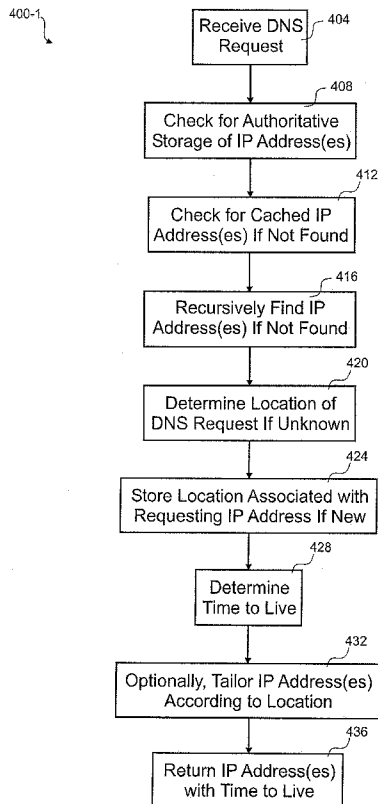 400-1
Receive DNS
Request
404
408
Check for Authoritative
Storage of IP Address(es)
412
Check for Cached IP
Address(es) If Not Found
416
Recursively Find IP
Address(es) If Not Found
420
Determine Location of
DNS Request If Unknown
424
Store Location Associated with
Requesting IP Address If New
428
Determine
Time to Live
432
Optionally, Tailor IP Address(es)
According to Location
436
Return IP Address(es)
with Time to Live